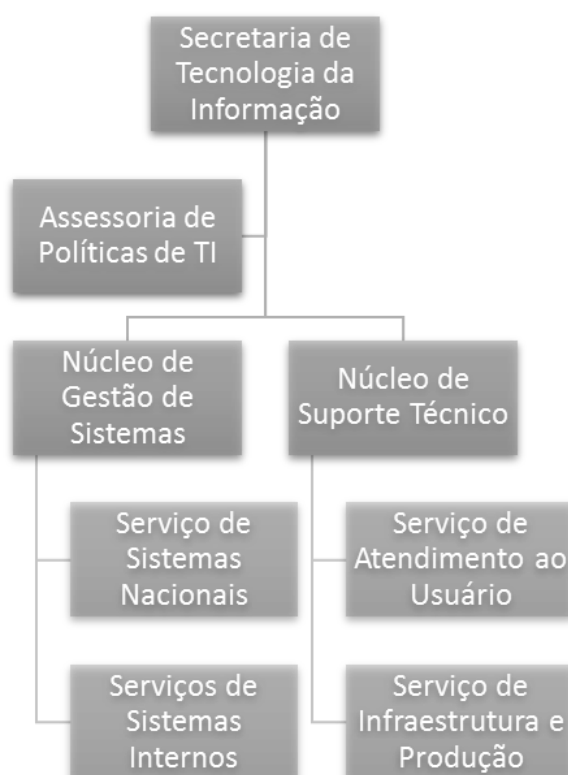 Secretaria de
Tecnologia da
Informação
Assessoria de
Políticas de TI
Núcleo de
Gestão de
Sistemas
Núcleo de
Suporte Técnico
Serviço de
Sistemas
Nacionais
Serviço de
Atendimento ao
Usuário
Serviços de
Sistemas
Internos
Serviço de
Infraestrutura e
Produção